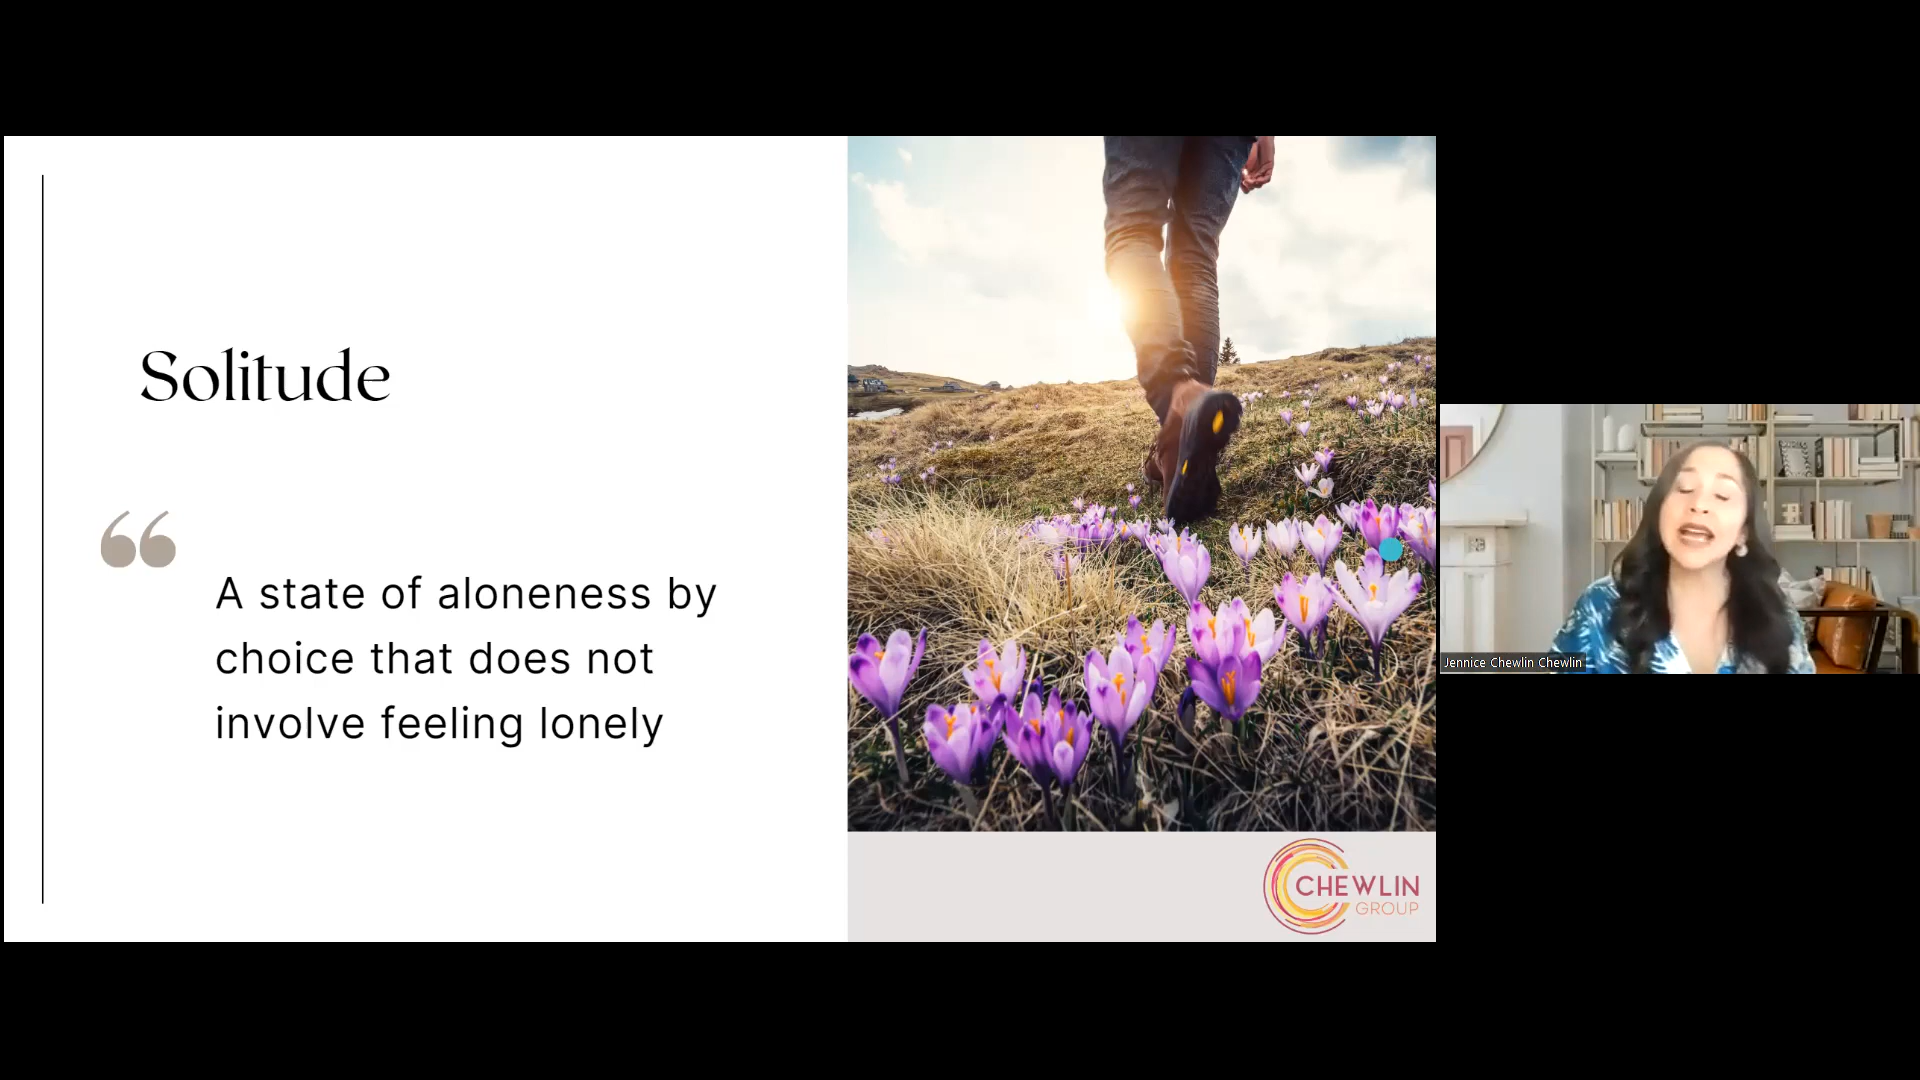 Solitude
“
A state of aloneness by
choice that does not
involve feeling lonely
CHEWLIN
GROUP
Jennice Chewlin Chewlin